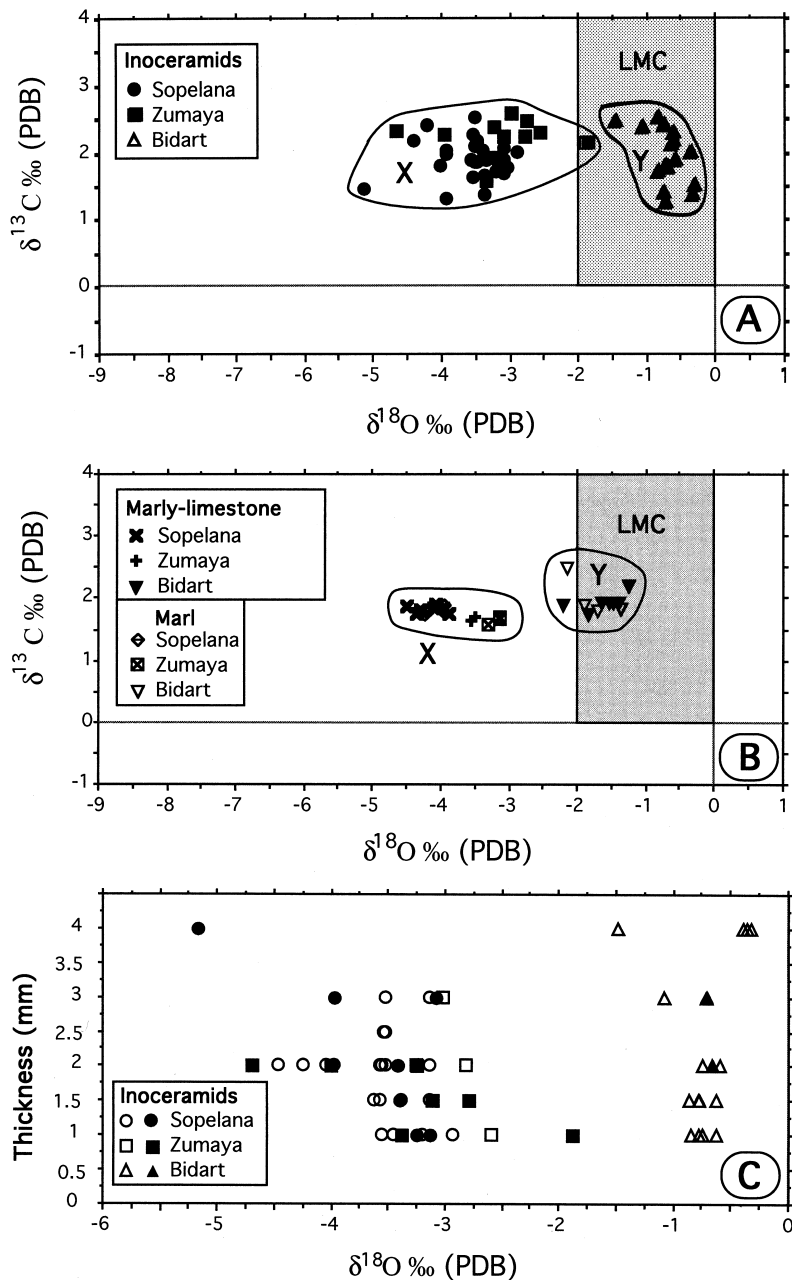 4
3
2
1
0
-1
δ13C ‰ (PDB)
Inoceramids
Sopelana
Zumaya
Bidart
LMC
X
Y
A
-9 -8 -7 -6 -5 -4 -3 -2 -1 0 1
δ18O ‰ (PDB)
4
3
2
1
0
-1
δ13C ‰ (PDB)
Marly-limestone
Sopelana
Zumaya
Bidart
Marl
Sopelana
Zumaya
Bidart
LMC
Y
X
B
-9 -8 -7 -6 -5 -4 -3 -2 -1 0 1
δ18O ‰ (PDB)
4
3.5
3
2.5
2
1.5
1
0.5
0
Thickness (mm)
Inoceramids
Sopelana
Zumaya
Bidart
C
-6 -5 -4 -3 -2 -1 0
δ18O ‰ (PDB)